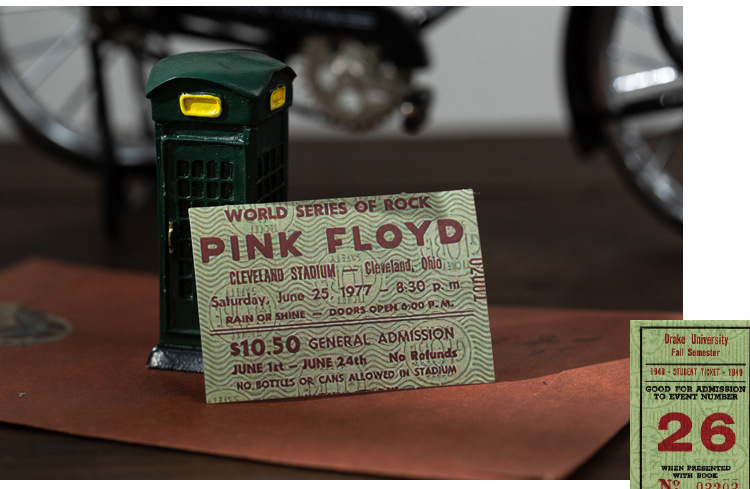 WORLD SERIES OF ROCK
PINK FLOYD
CLEVELAND STADIUM — Cleveland, Ohio
Saturday, June 25, 1977 — 8:30 p. m
RAIN OR SHINE — DOORS OPEN 6:00 P. M.
$10.50 GENERAL ADMISSION
JUNE 1st — JUNE 24th No Refunds
NO BOTTLES OR CANS ALLOWED IN STADIUM
Drake University
Fall Semester
1948 - STUDENT TICKET - 1949
GOOD FOR ADMISSION
TO EVENT NUMBER
26
WHEN PRESENTED
WITH BOOK
Nº 03202